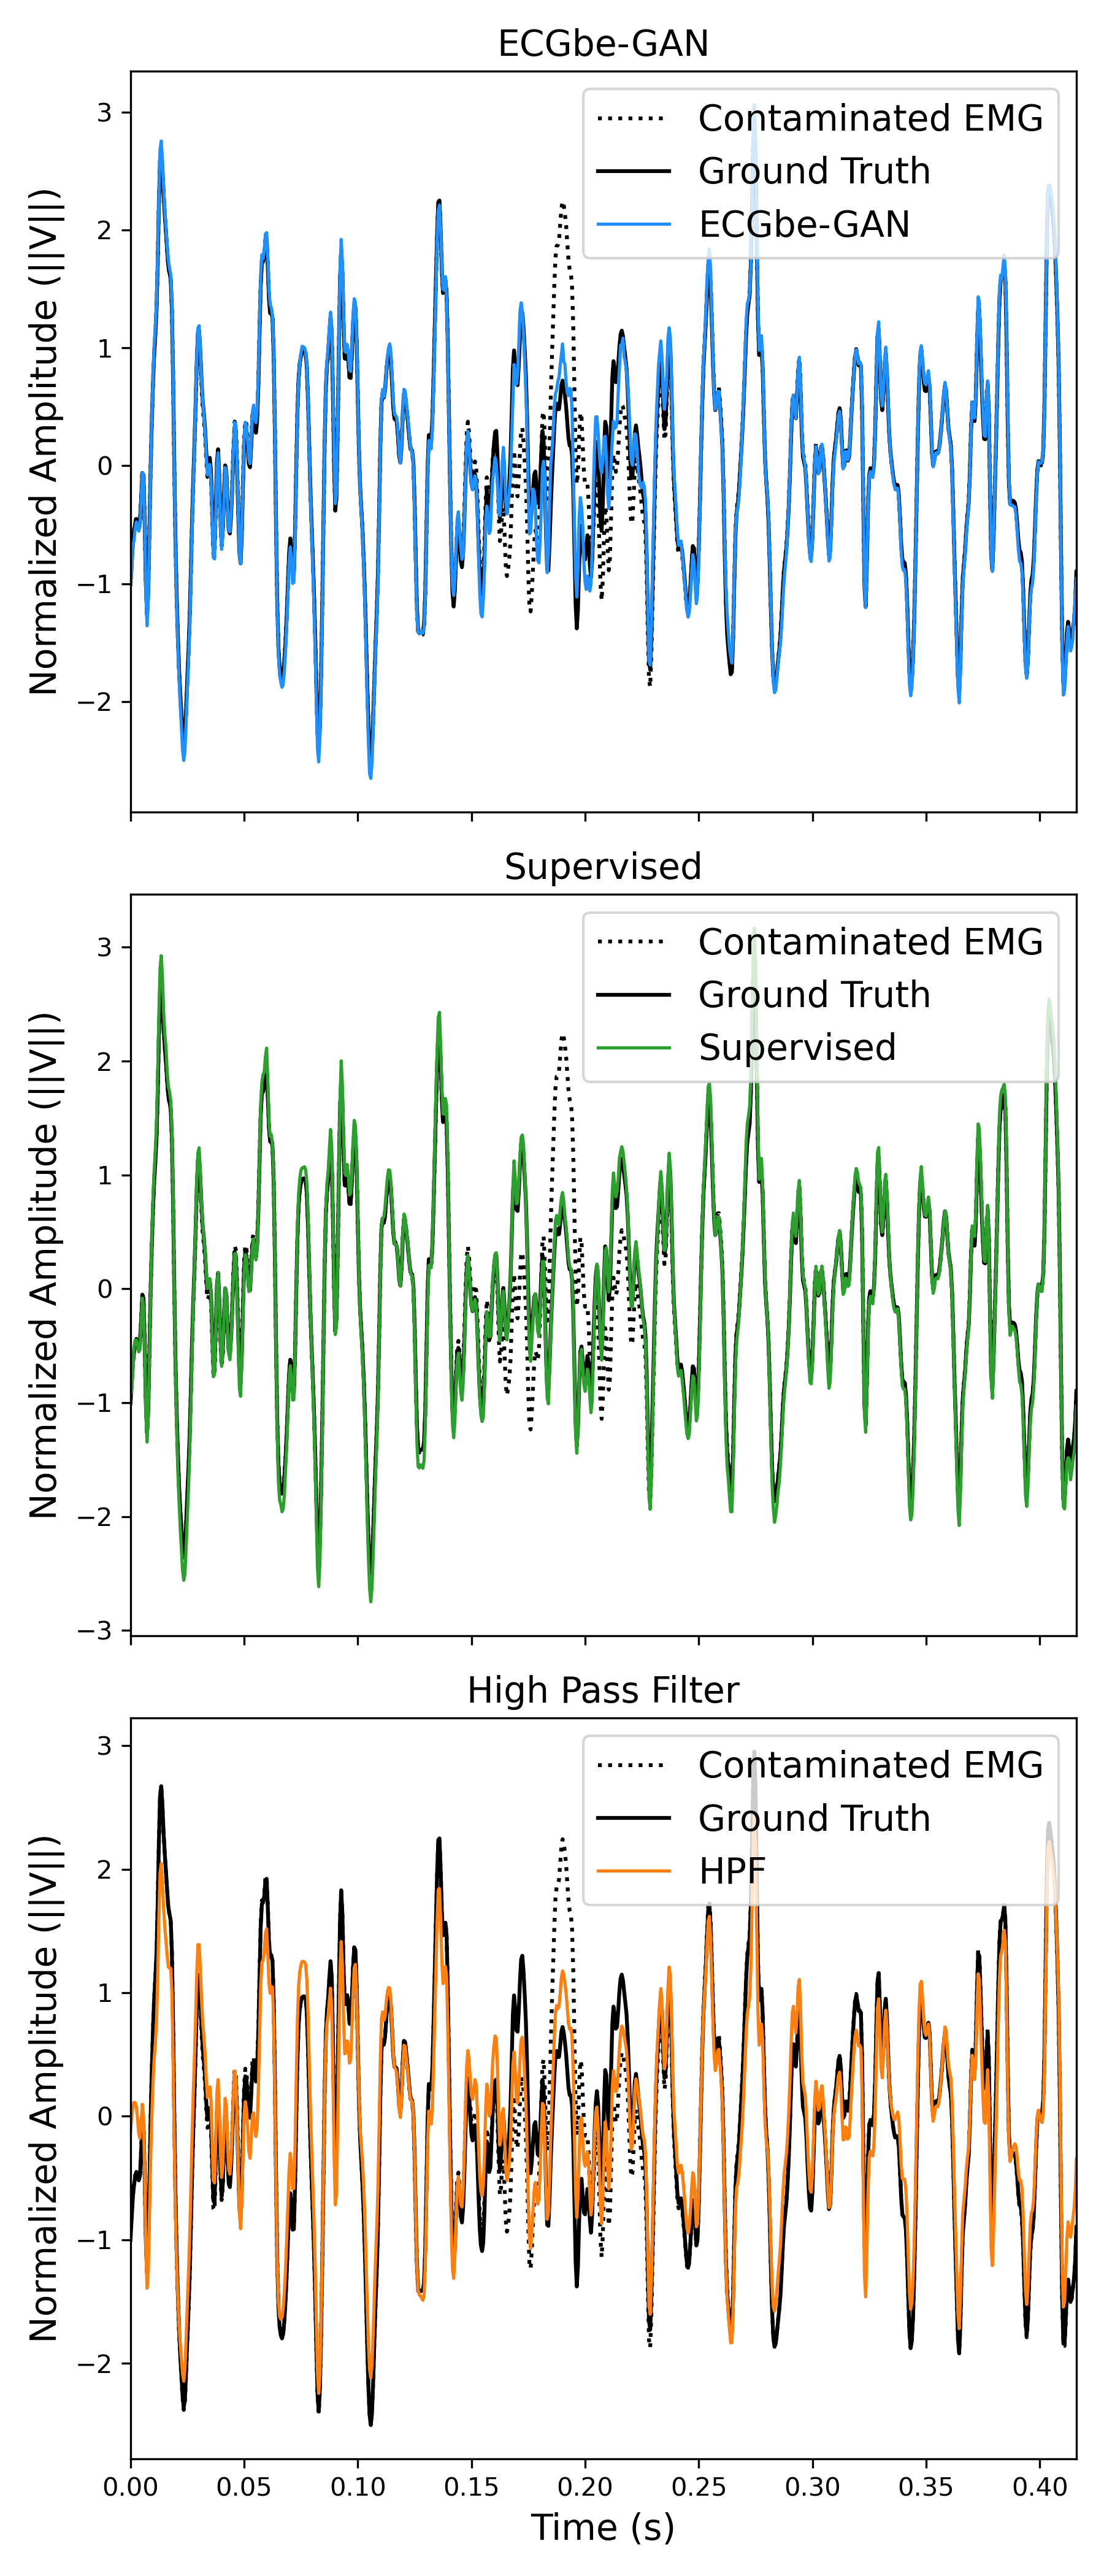 ECGbe-GAN
Contaminated EMG
Ground Truth
ECGbe-GAN
Normalized Amplitude (||V||)
3
2
1
0
−1
−2
Supervised
Contaminated EMG
Ground Truth
Supervised
Normalized Amplitude (||V||)
3
2
1
0
−1
−2
−3
High Pass Filter
Contaminated EMG
Ground Truth
HPF
Normalized Amplitude (||V||)
3
2
1
0
−1
−2
0.00 0.05 0.10 0.15 0.20 0.25 0.30 0.35 0.40
Time (s)